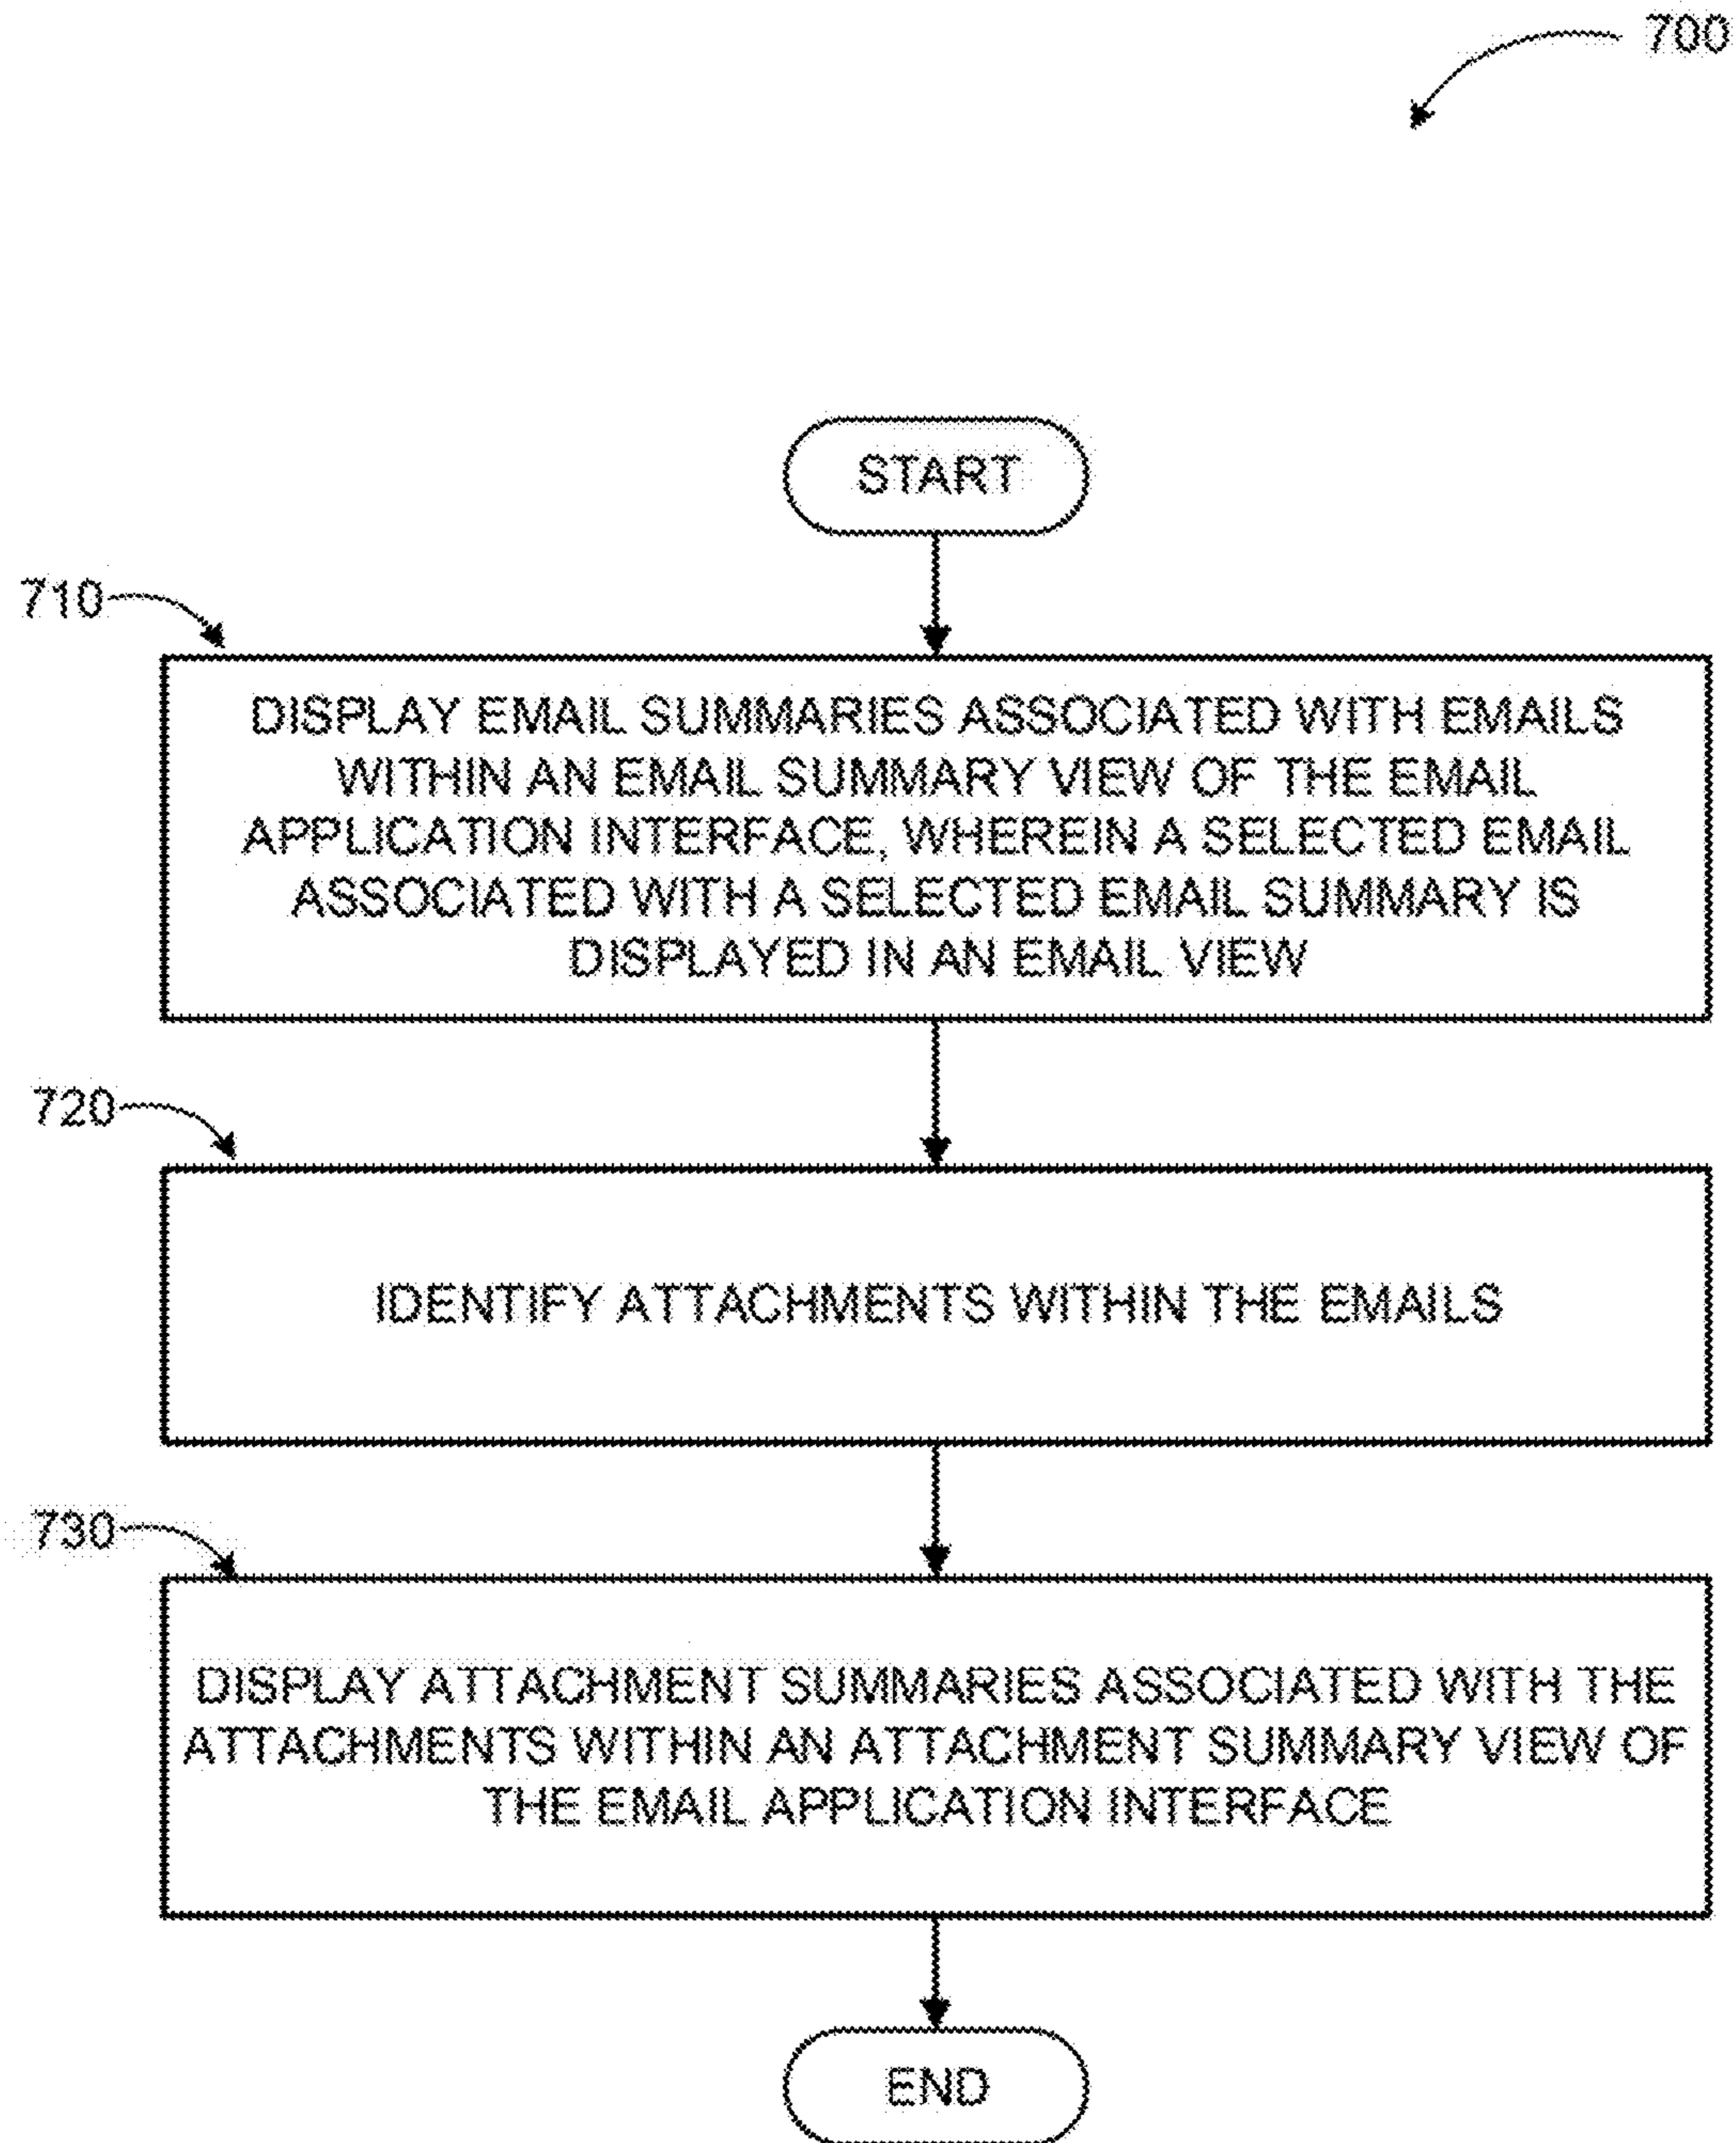 700
START
710
DISPLAY EMAIL SUMMARIES ASSOCIATED WITH EMAILS
WITHIN AN EMAIL SUMMARY VIEW OF THE EMAIL
APPLICATION INTERFACE, WHEREIN A SELECTED EMAIL
ASSOCIATED WITH A SELECTED EMAIL SUMMARY IS
DISPLAYED IN AN EMAIL VIEW
720
IDENTIFY ATTACHMENTS WITHIN THE EMAILS
730
DISPLAY ATTACHMENT SUMMARIES ASSOCIATED WITH THE
ATTACHMENTS WITHIN AN ATTACHMENT SUMMARY VIEW OF
THE EMAIL APPLICATION INTERFACE
END